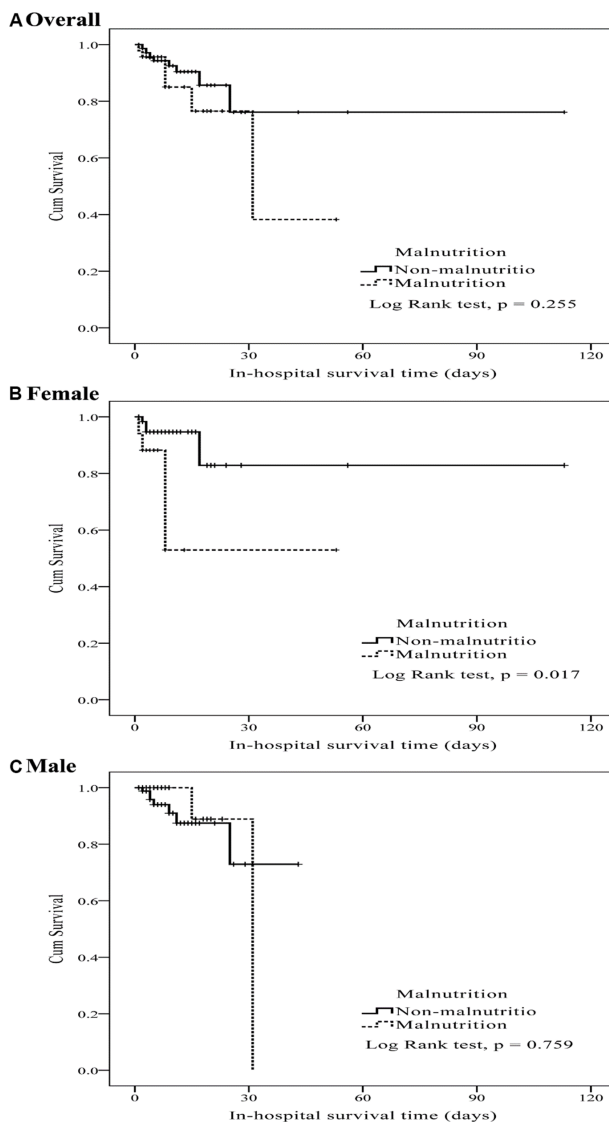 A Overall
1.0
0.8
0.6
0.4
0.2
0.0
Cum Survival
Malnutrition
Non-malnutritio
Malnutrition
Log Rank test, p = 0.255
0 30 60 90 120
In-hospital survival time (days)
B Female
1.0
0.8
0.6
0.4
0.2
0.0
Cum Survival
Malnutrition
Non-malnutritio
Malnutrition
Log Rank test, p = 0.017
0 30 60 90 120
In-hospital survival time (days)
C Male
1.0
0.8
0.6
0.4
0.2
0.0
Cum Survival
Malnutrition
Non-malnutritio
Malnutrition
Log Rank test, p = 0.759
0 30 60 90 120
In-hospital survival time (days)